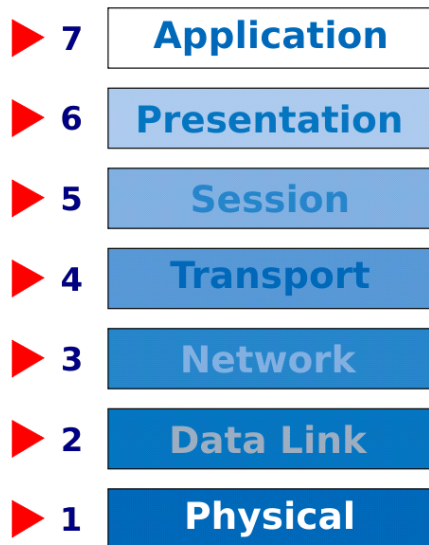 7 Application
6 Presentation
5 Session
4 Transport
3 Network
2 Data Link
1 Physical